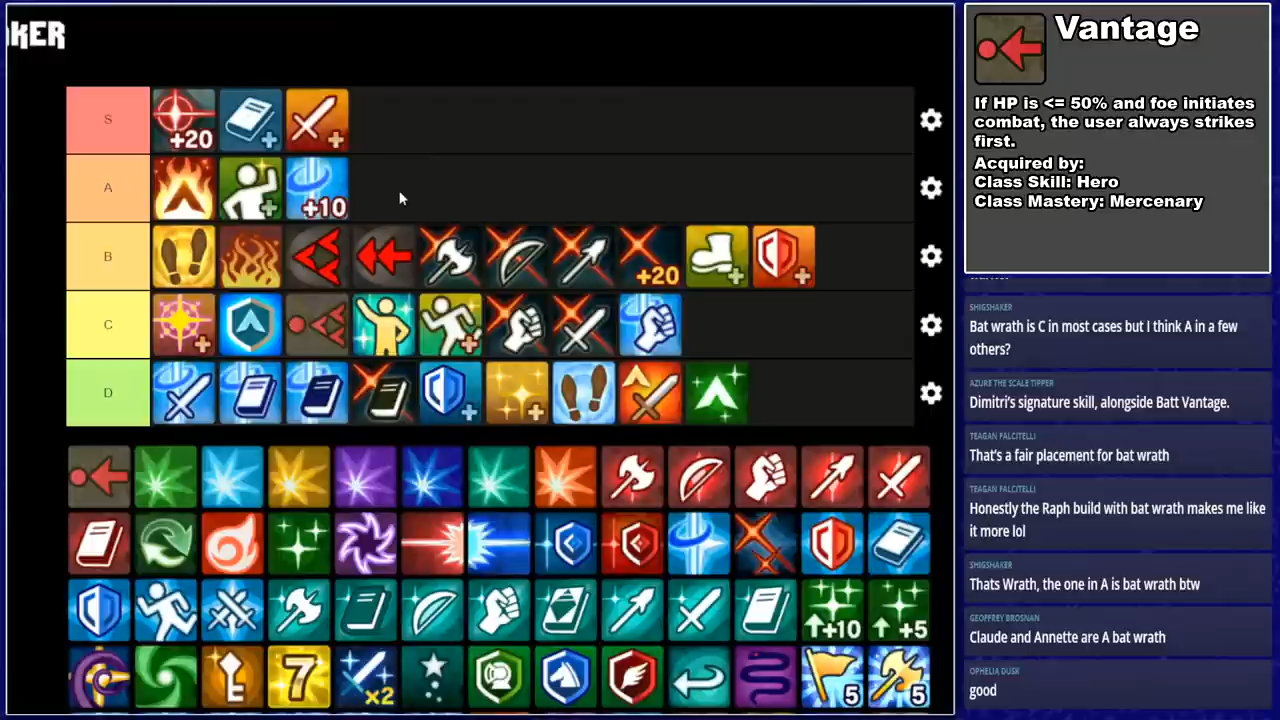 KER
Vantage
If HP is <= 50% and foe initiates
combat, the user always strikes
first.
Acquired by:
Class Skill: Hero
Class Mastery: Mercenary
S
+20
A
+10
B
+20
C
D
+10
+5
7
x2
5
5
SHIGSHAKER
Bat wrath is C in most cases but I think A in a few
others?
AZURE THE SCALE TIPPER
Dimitri's signature skill, alongside Batt Vantage.
TEAGAN FALCITELLI
That's a fair placement for bat wrath
TEAGAN FALCITELLI
Honestly the Raph build with bat wrath makes me like
it more lol
SHIGSHAKER
Thats Wrath, the one in A is bat wrath btw
GEOFFREY BROSNAN
Claude and Annette are A bat wrath
OPHELIA DUSK
good